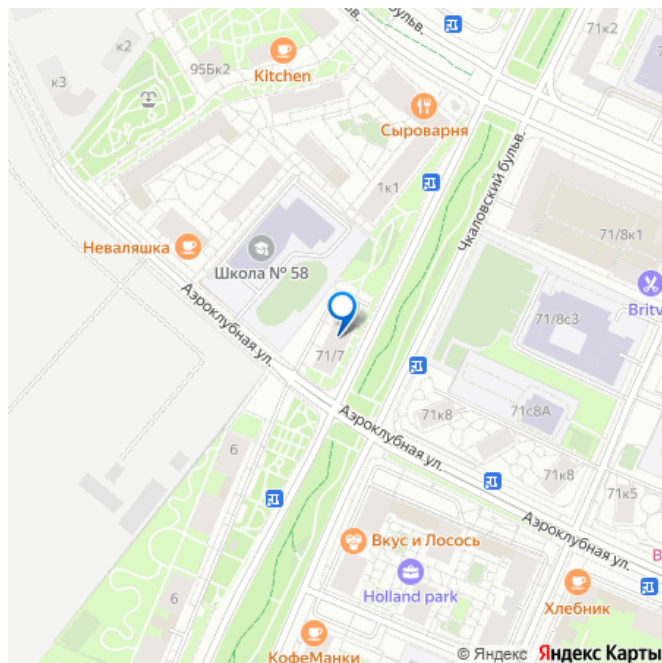 71к2
к2
95Бк2
к3
Kitchen
Сыроварня
Чкаловский бульв.
1к1
71/8к1
Неваляшка
Школа № 58
Britv
Аэроклубная ул.
71/8с3
71/7
Аэроклубная ул.
71к8
71с8А
6
71к8
71к5
Аэроклубная ул.
Вкус и Лосось
В
Holland park
6
Хлебник
КофеМанки
© Яндекс Яндекс Карты